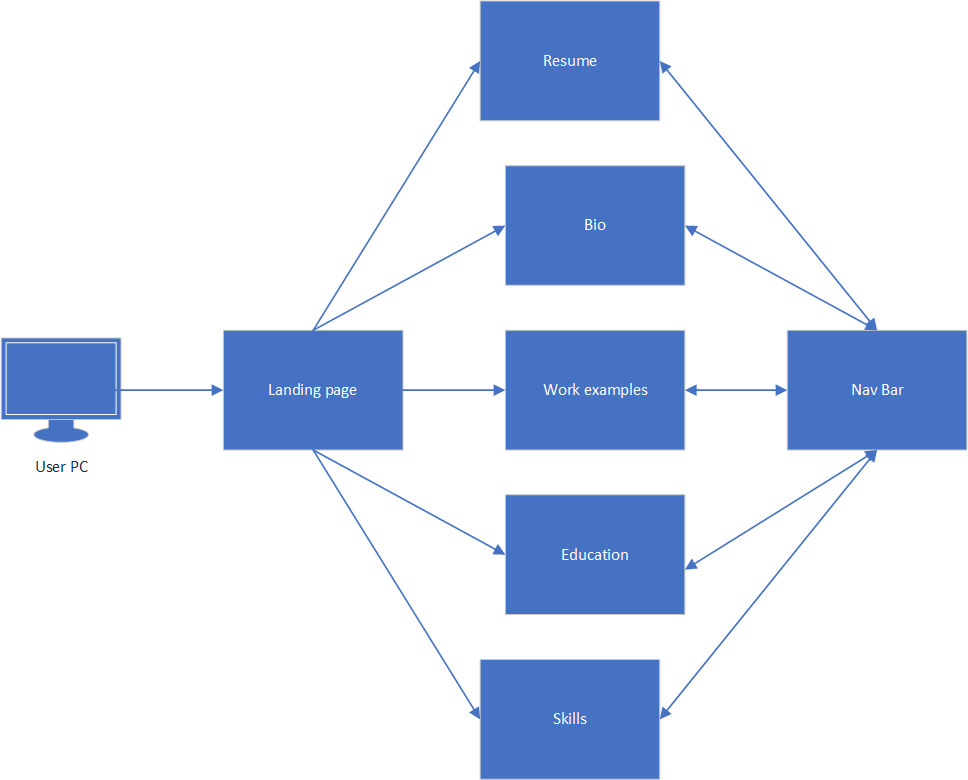 Resume
Bio
Landing page
Work examples
Nav Bar
User PC
Education
Skills